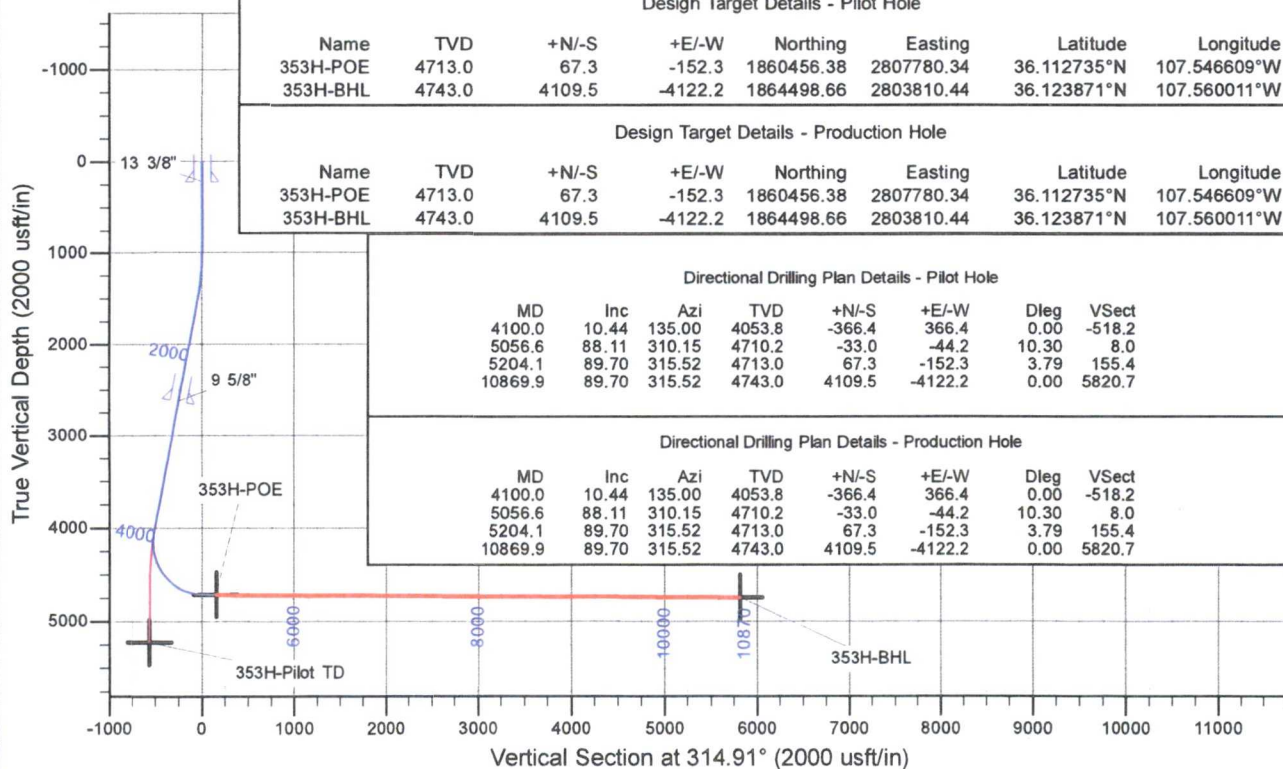 Design Target Details - Pilot Hole
Name TVD +N/-S +E/-W Northing Easting Latitude Longitude
353H-POE 4713.0 67.3 -152.3 1860456.38 2807780.34 36.112735°N 107.546609°W
353H-BHL 4743.0 4109.5 -4122.2 1864498.66 2803810.44 36.123871°N 107.560011°W
Design Target Details - Production Hole
Name TVD +N/-S +E/-W Northing Easting Latitude Longitude
353H-POE 4713.0 67.3 -152.3 1860456.38 2807780.34 36.112735°N 107.546609°W
353H-BHL 4743.0 4109.5 -4122.2 1864498.66 2803810.44 36.123871°N 107.560011°W
Directional Drilling Plan Details - Pilot Hole
MD Inc Azi TVD +N/-S +E/-W Dleg VSect
4100.0 10.44 135.00 4053.8 -366.4 366.4 0.00 -518.2
5056.6 88.11 310.15 4710.2 -33.0 -44.2 10.30 8.0
5204.1 89.70 315.52 4713.0 67.3 -152.3 3.79 155.4
10869.9 89.70 315.52 4743.0 4109.5 -4122.2 0.00 5820.7
Directional Drilling Plan Details - Production Hole
MD Inc Azi TVD +N/-S +E/-W Dleg VSect
4100.0 10.44 135.00 4053.8 -366.4 366.4 0.00 -518.2
5056.6 88.11 310.15 4710.2 -33.0 -44.2 10.30 8.0
5204.1 89.70 315.52 4713.0 67.3 -152.3 3.79 155.4
10869.9 89.70 315.52 4743.0 4109.5 -4122.2 0.00 5820.7
True Vertical Depth (2000 usft/in)
-1000
0
1000
2000
3000
4000
5000
13 3/8"
2000
9 5/8"
353H-POE
4000
6000
8000
10000
10870
353H-Pilot TD
353H-BHL
-1000 0 1000 2000 3000 4000 5000 6000 7000 8000 9000 10000 11000
Vertical Section at 314.91° (2000 usft/in)